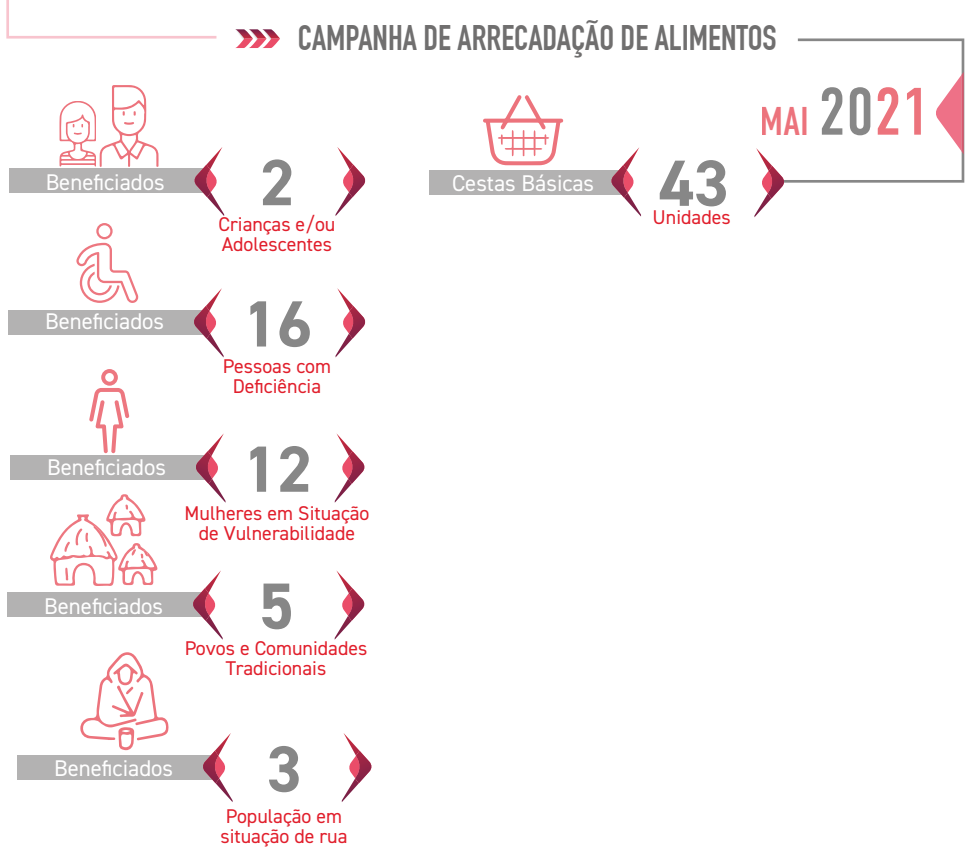 CAMPANHA DE ARRECADAÇÃO DE ALIMENTOS
MAI 2021
Beneficiados
2
Crianças e/ou
Adolescentes
Cestas Básicas
43
Unidades
Beneficiados
16
Pessoas com
Deficiência
Beneficiados
12
Mulheres em Situação
de Vulnerabilidade
Beneficiados
5
Povos e Comunidades
Tradicionais
Beneficiados
3
População em
situação de rua